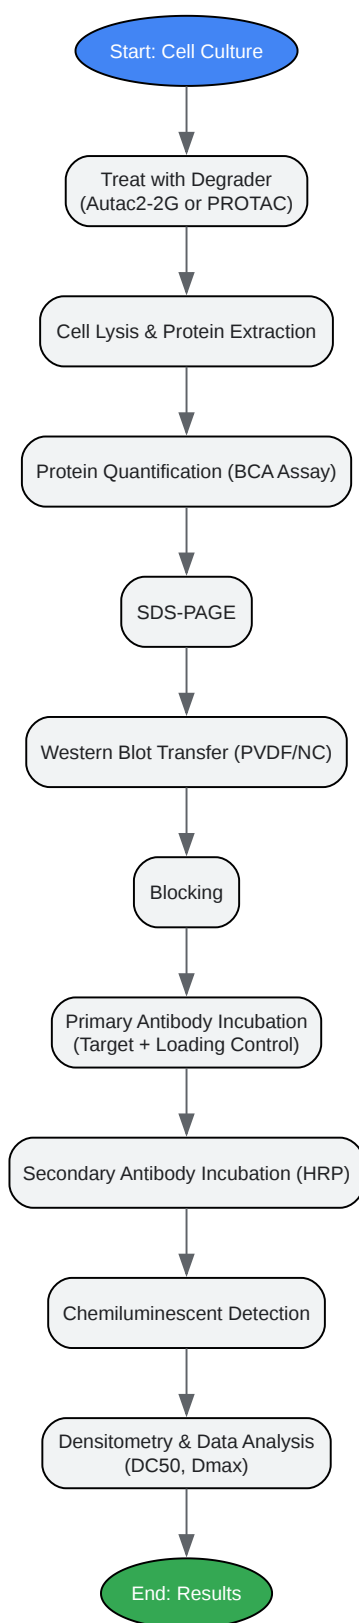 Start: Cell Culture
Treat with Degrader
(Autac2-2G or PROTAC)
Cell Lysis & Protein Extraction
Protein Quantification (BCA Assay)
SDS-PAGE
Western Blot Transfer (PVDF/NC)
Blocking
Primary Antibody Incubation
(Target + Loading Control)
Secondary Antibody Incubation (HRP)
Chemiluminescent Detection
Densitometry & Data Analysis
(DC50, Dmax)
End: Results